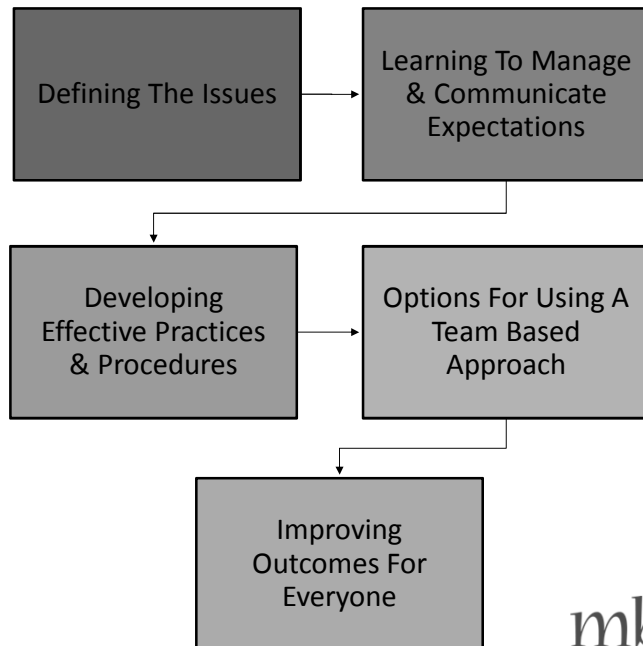 Defining The Issues
Learning To Manage
& Communicate
Expectations
Developing
Effective Practices
& Procedures
Options For Using A
Team Based
Approach
Improving
Outcomes For
Everyone